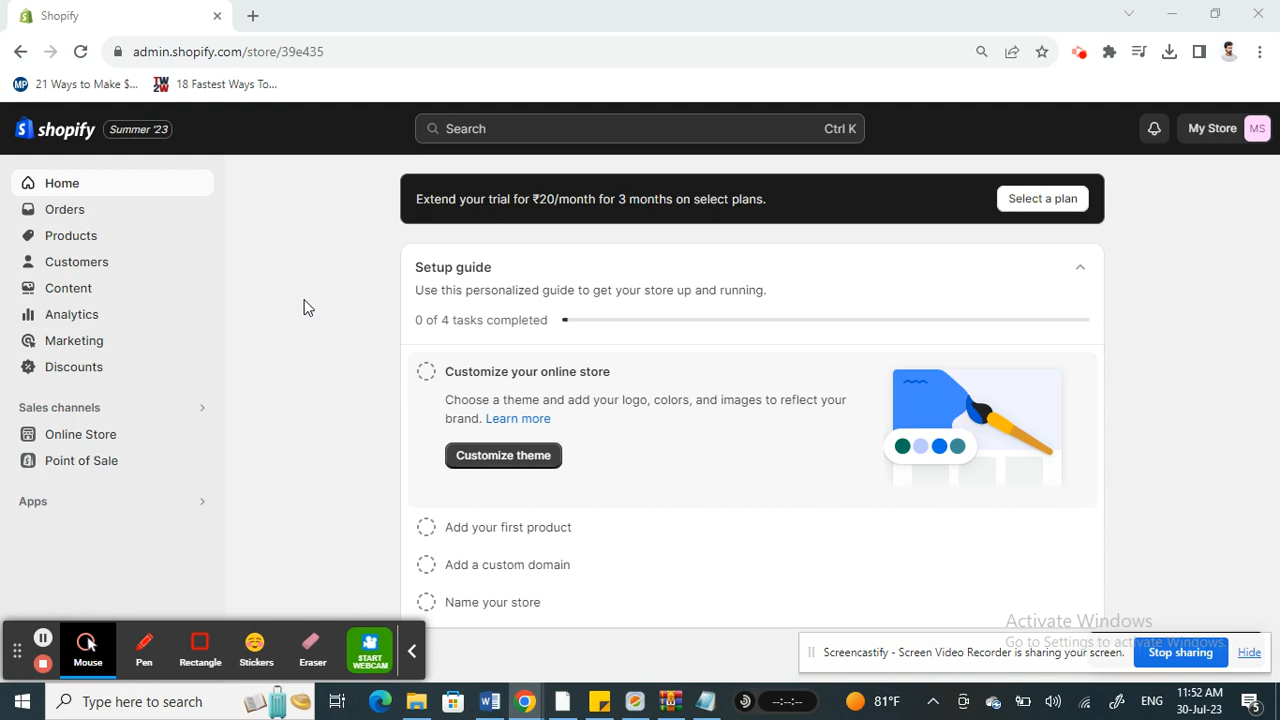 Shopify
admin.shopify.com/store/39e435
21 Ways to Make $...
18 Fastest Ways To...
shopify
Summer '23
Search
Ctrl K
My Store
MS
Home
Orders
Products
Customers
Content
Analytics
Marketing
Discounts
Sales channels
Online Store
Point of Sale
Apps
Extend your trial for ₹20/month for 3 months on select plans.
Select a plan
Setup guide
Use this personalized guide to get your store up and running.
0 of 4 tasks completed
Customize your online store
Choose a theme and add your logo, colors, and images to reflect your
brand. Learn more
Customize theme
Add your first product
Add a custom domain
Name your store
Activate Windows
Go to Settings to activate Windows.
Mouse
Pen
Rectangle
Stickers
Eraser
START
WEBCAM
Screencastify - Screen Video Recorder is sharing your screen.
Stop sharing
Hide
Type here to search
--:--:--
81°F
ENG
11:52 AM
30-Jul-23
5